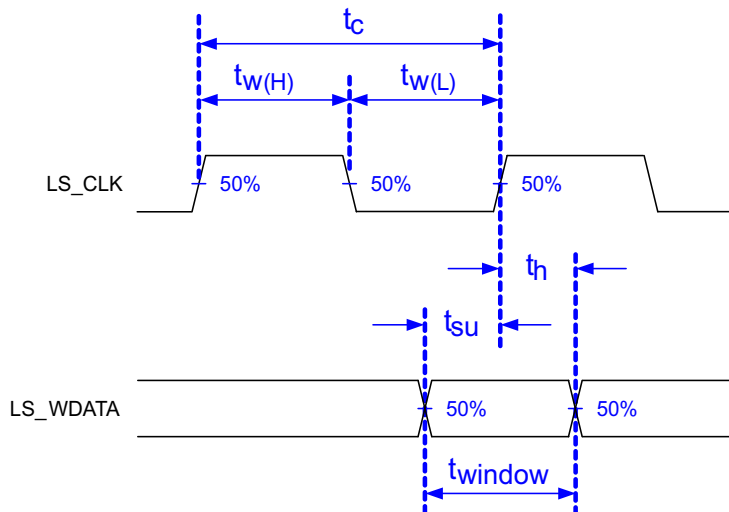 tc
tw(H) tw(L)
LS_CLK 50% 50% 50%
th
tsu
LS_WDATA 50% 50%
twindow